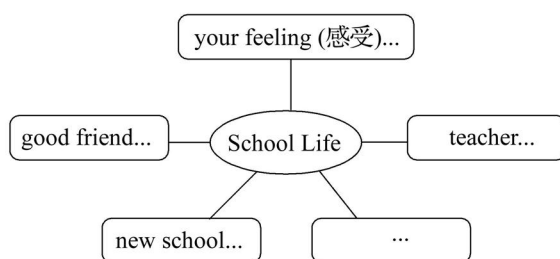 your feeling (感受)...
good friend...
School Life
teacher...
new school...
...